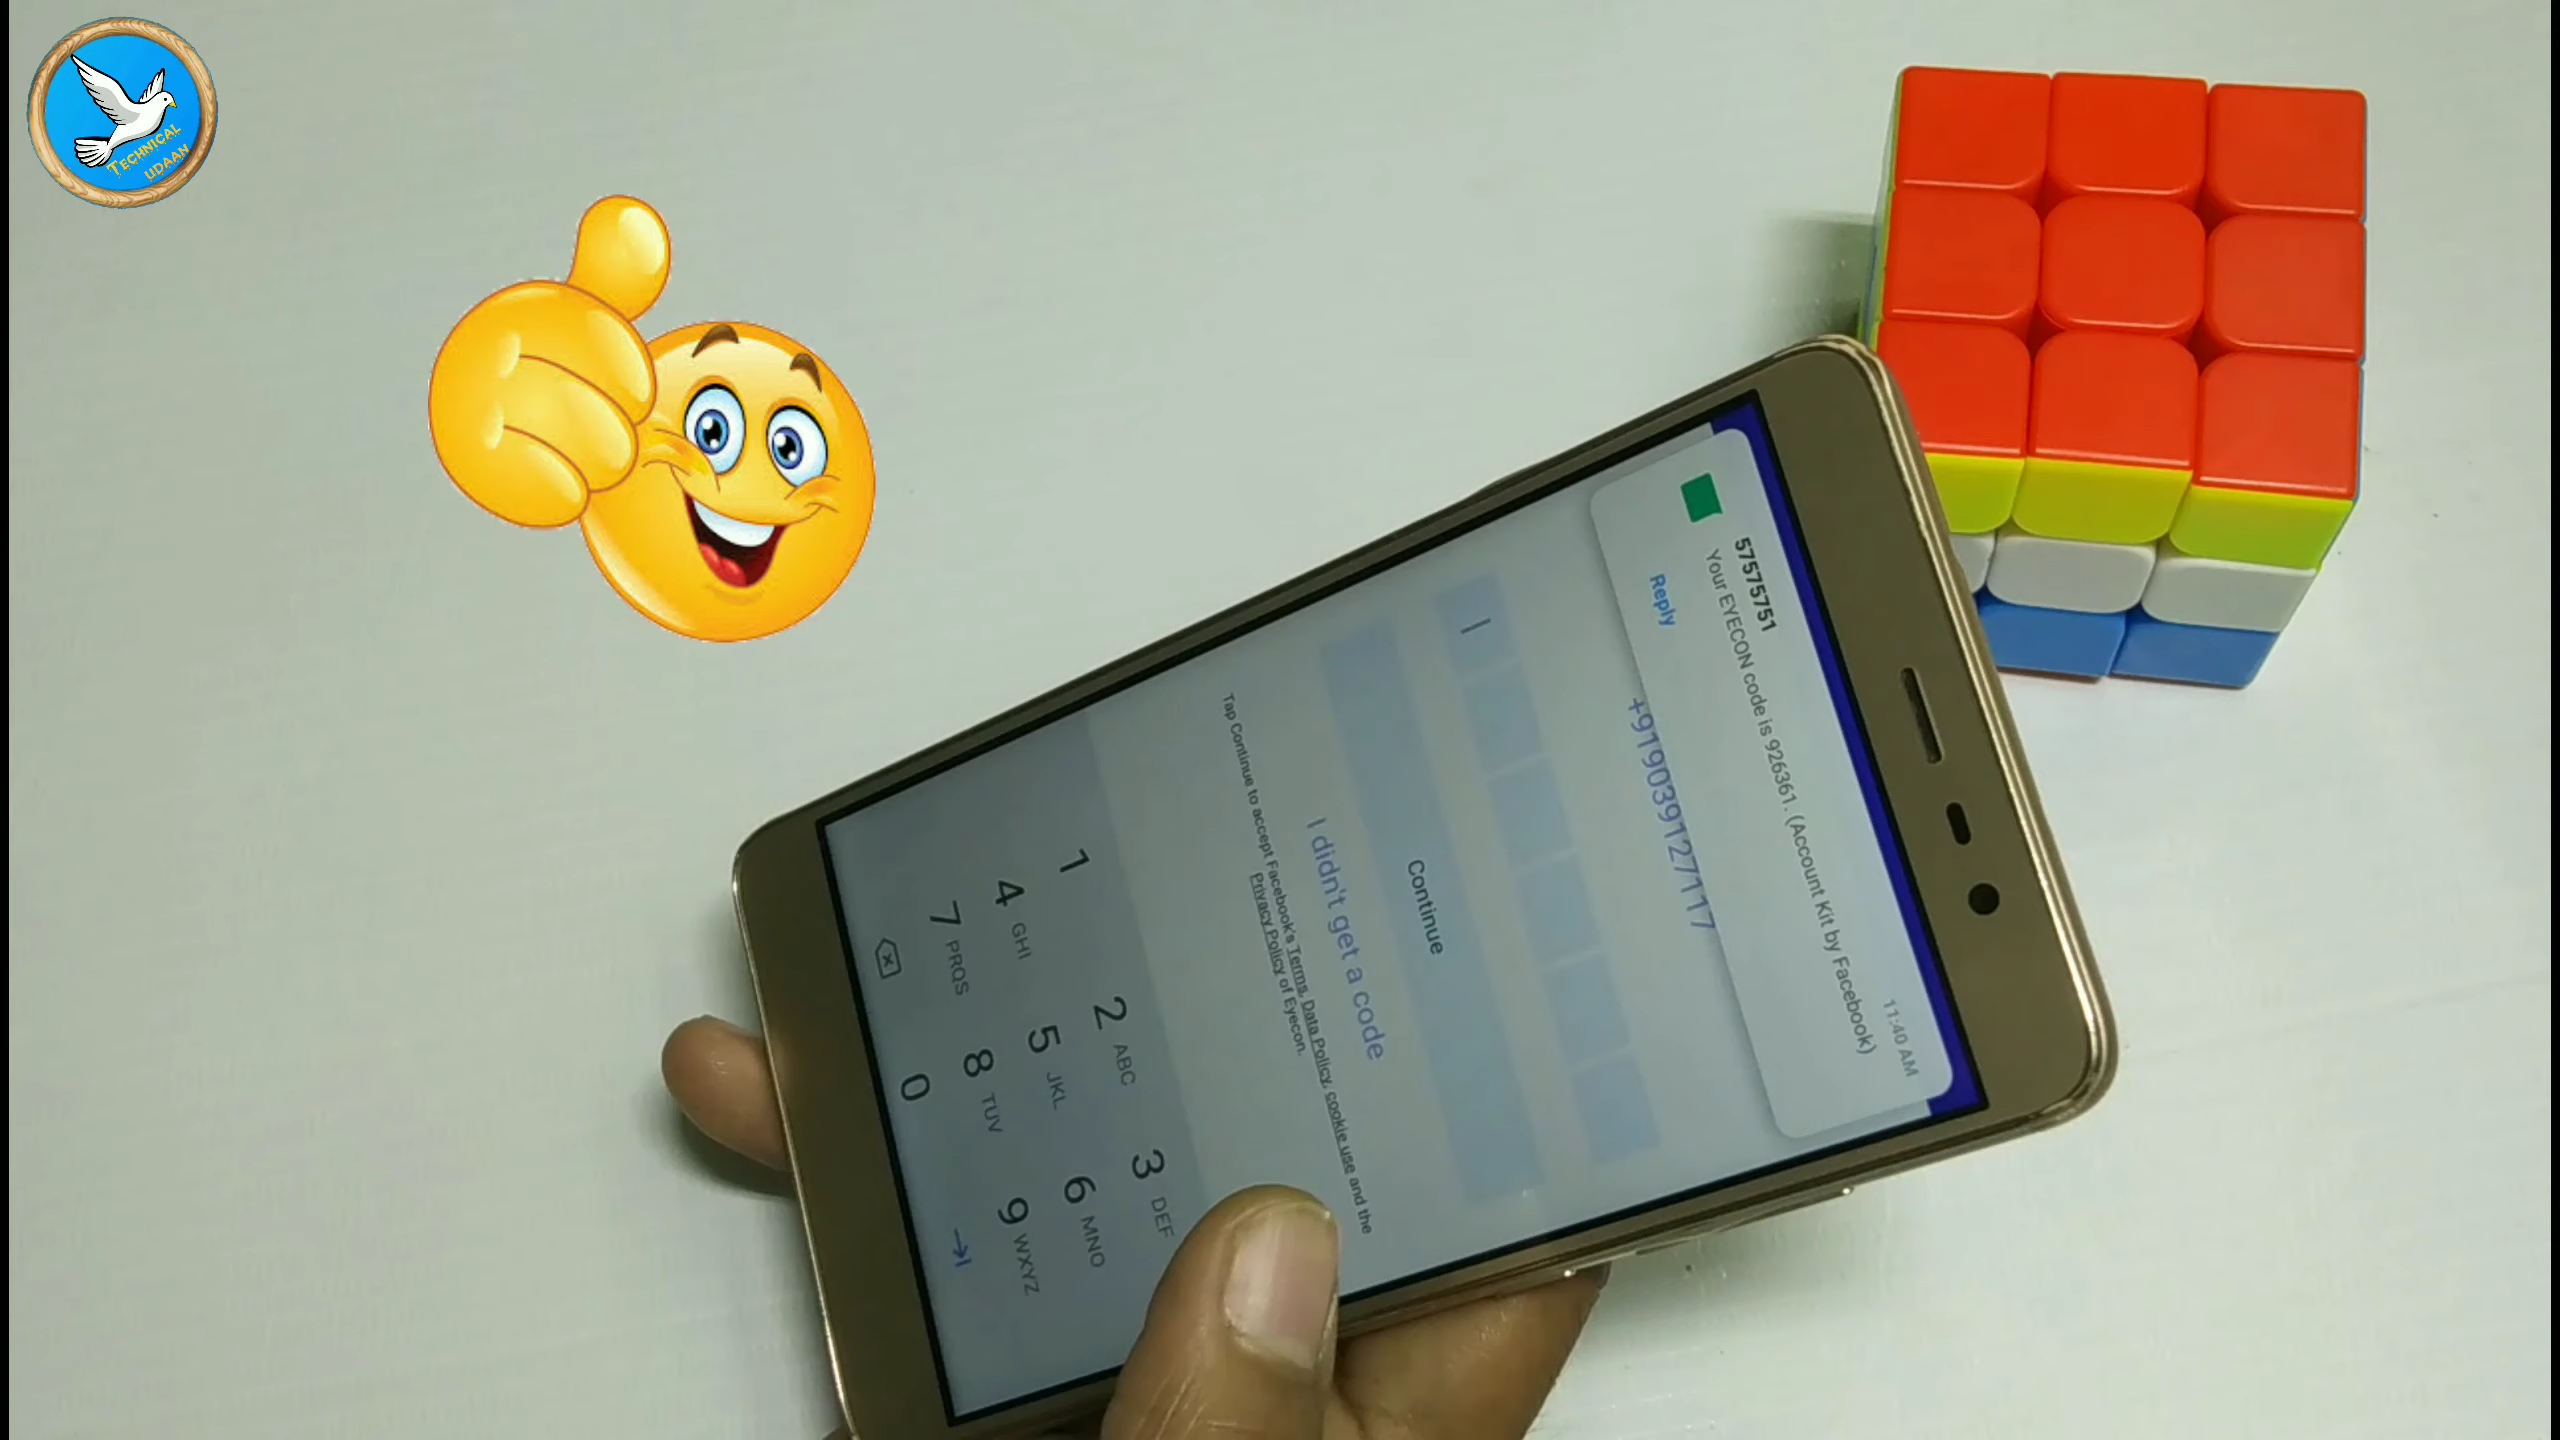 TECHNICAL
UDAAN
57575751
11:40 AM
Your EYECON code is 926361. (Account Kit by Facebook)
Reply
+919039127117
Continue
I didn't get a code
Tap Continue to accept Facebook's Terms, Data Policy, cookie use and the
Privacy Policy of Eyecon.
1 2 ABC 3 DEF
4 GHI 5 JKL 6 MNO
7 PRQS 8 TUV 9 WXYZ
0